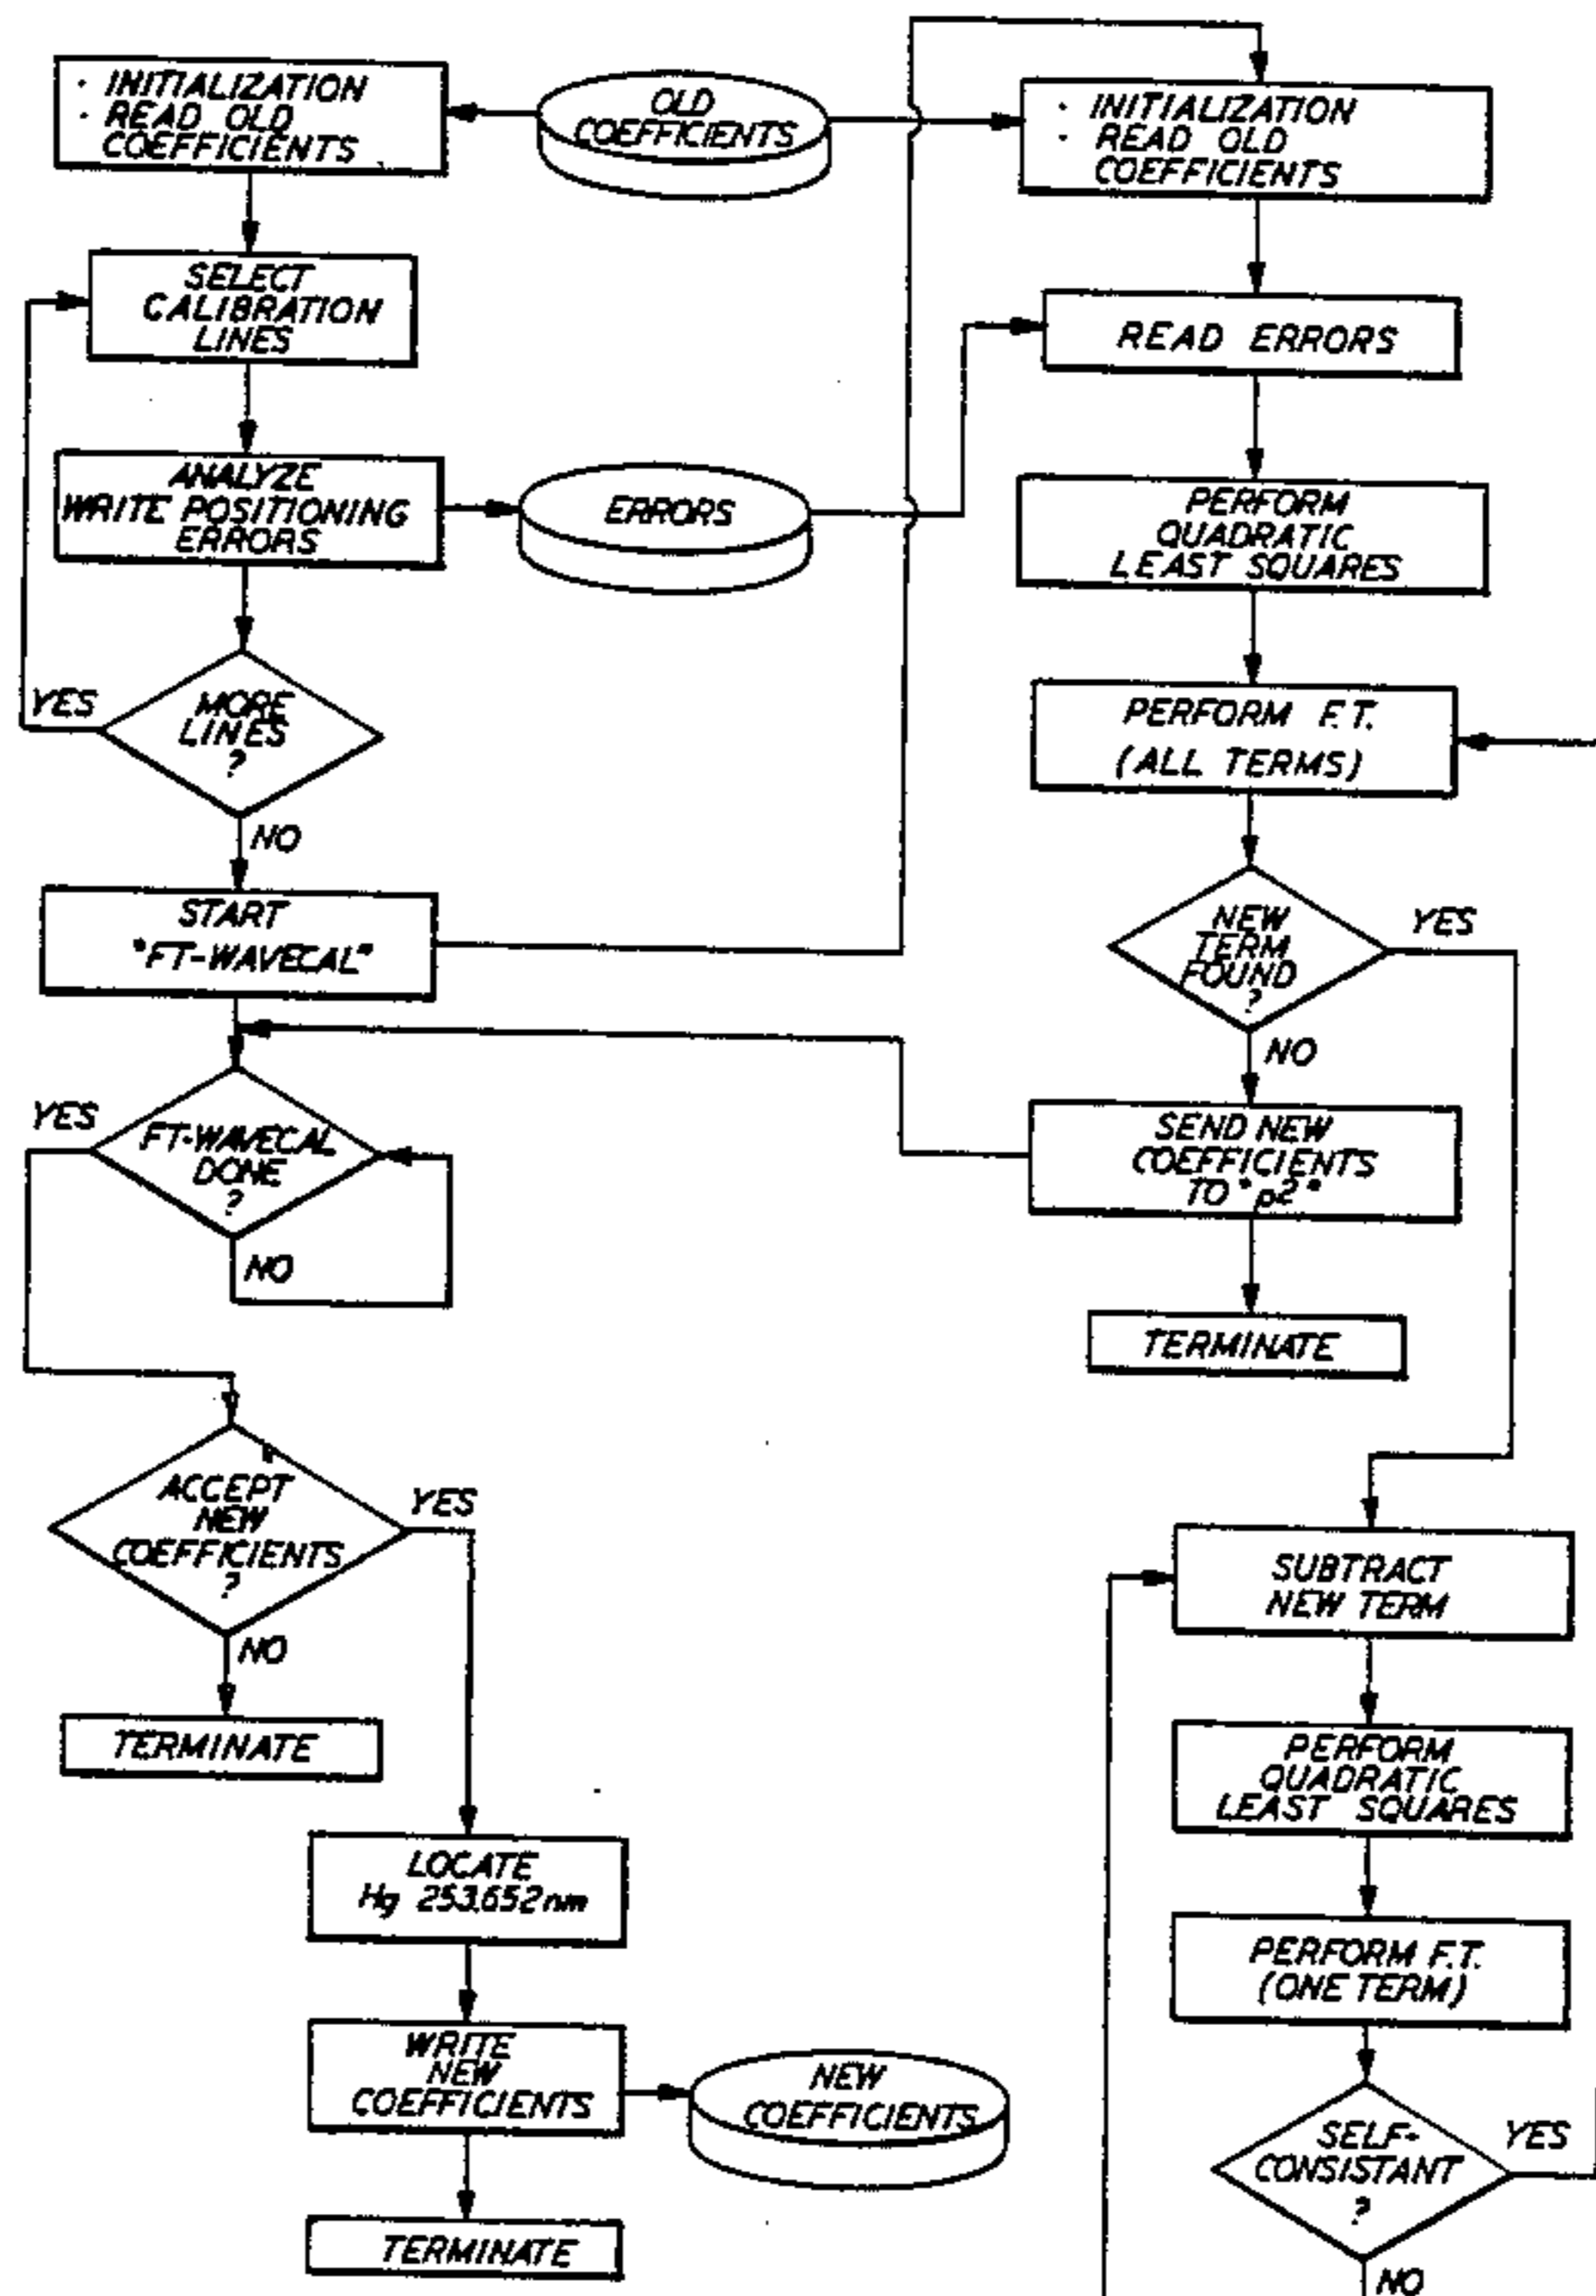 · INITIALIZATION
· READ OLD
COEFFICIENTS
OLD
COEFFICIENTS
· INITIALIZATION
· READ OLD
COEFFICIENTS
SELECT
CALIBRATION
LINES
READ ERRORS
ANALYZE
WRITE POSITIONING
ERRORS
ERRORS
PERFORM
QUADRATIC
LEAST SQUARES
YES
MORE
LINES
?
NO
PERFORM F.T.
(ALL TERMS)
START
"FT-WAVECAL"
NEW
TERM
FOUND
?
YES
NO
YES
FT-WAVECAL
DONE
?
NO
SEND NEW
COEFFICIENTS
TO "p2"
TERMINATE
ACCEPT
NEW
COEFFICIENTS
?
YES
NO
TERMINATE
SUBTRACT
NEW TERM
PERFORM
QUADRATIC
LEAST SQUARES
LOCATE
Hg 253.652nm
PERFORM F.T.
(ONE TERM)
WRITE
NEW
COEFFICIENTS
NEW
COEFFICIENTS
SELF-
CONSISTANT
?
YES
NO
TERMINATE